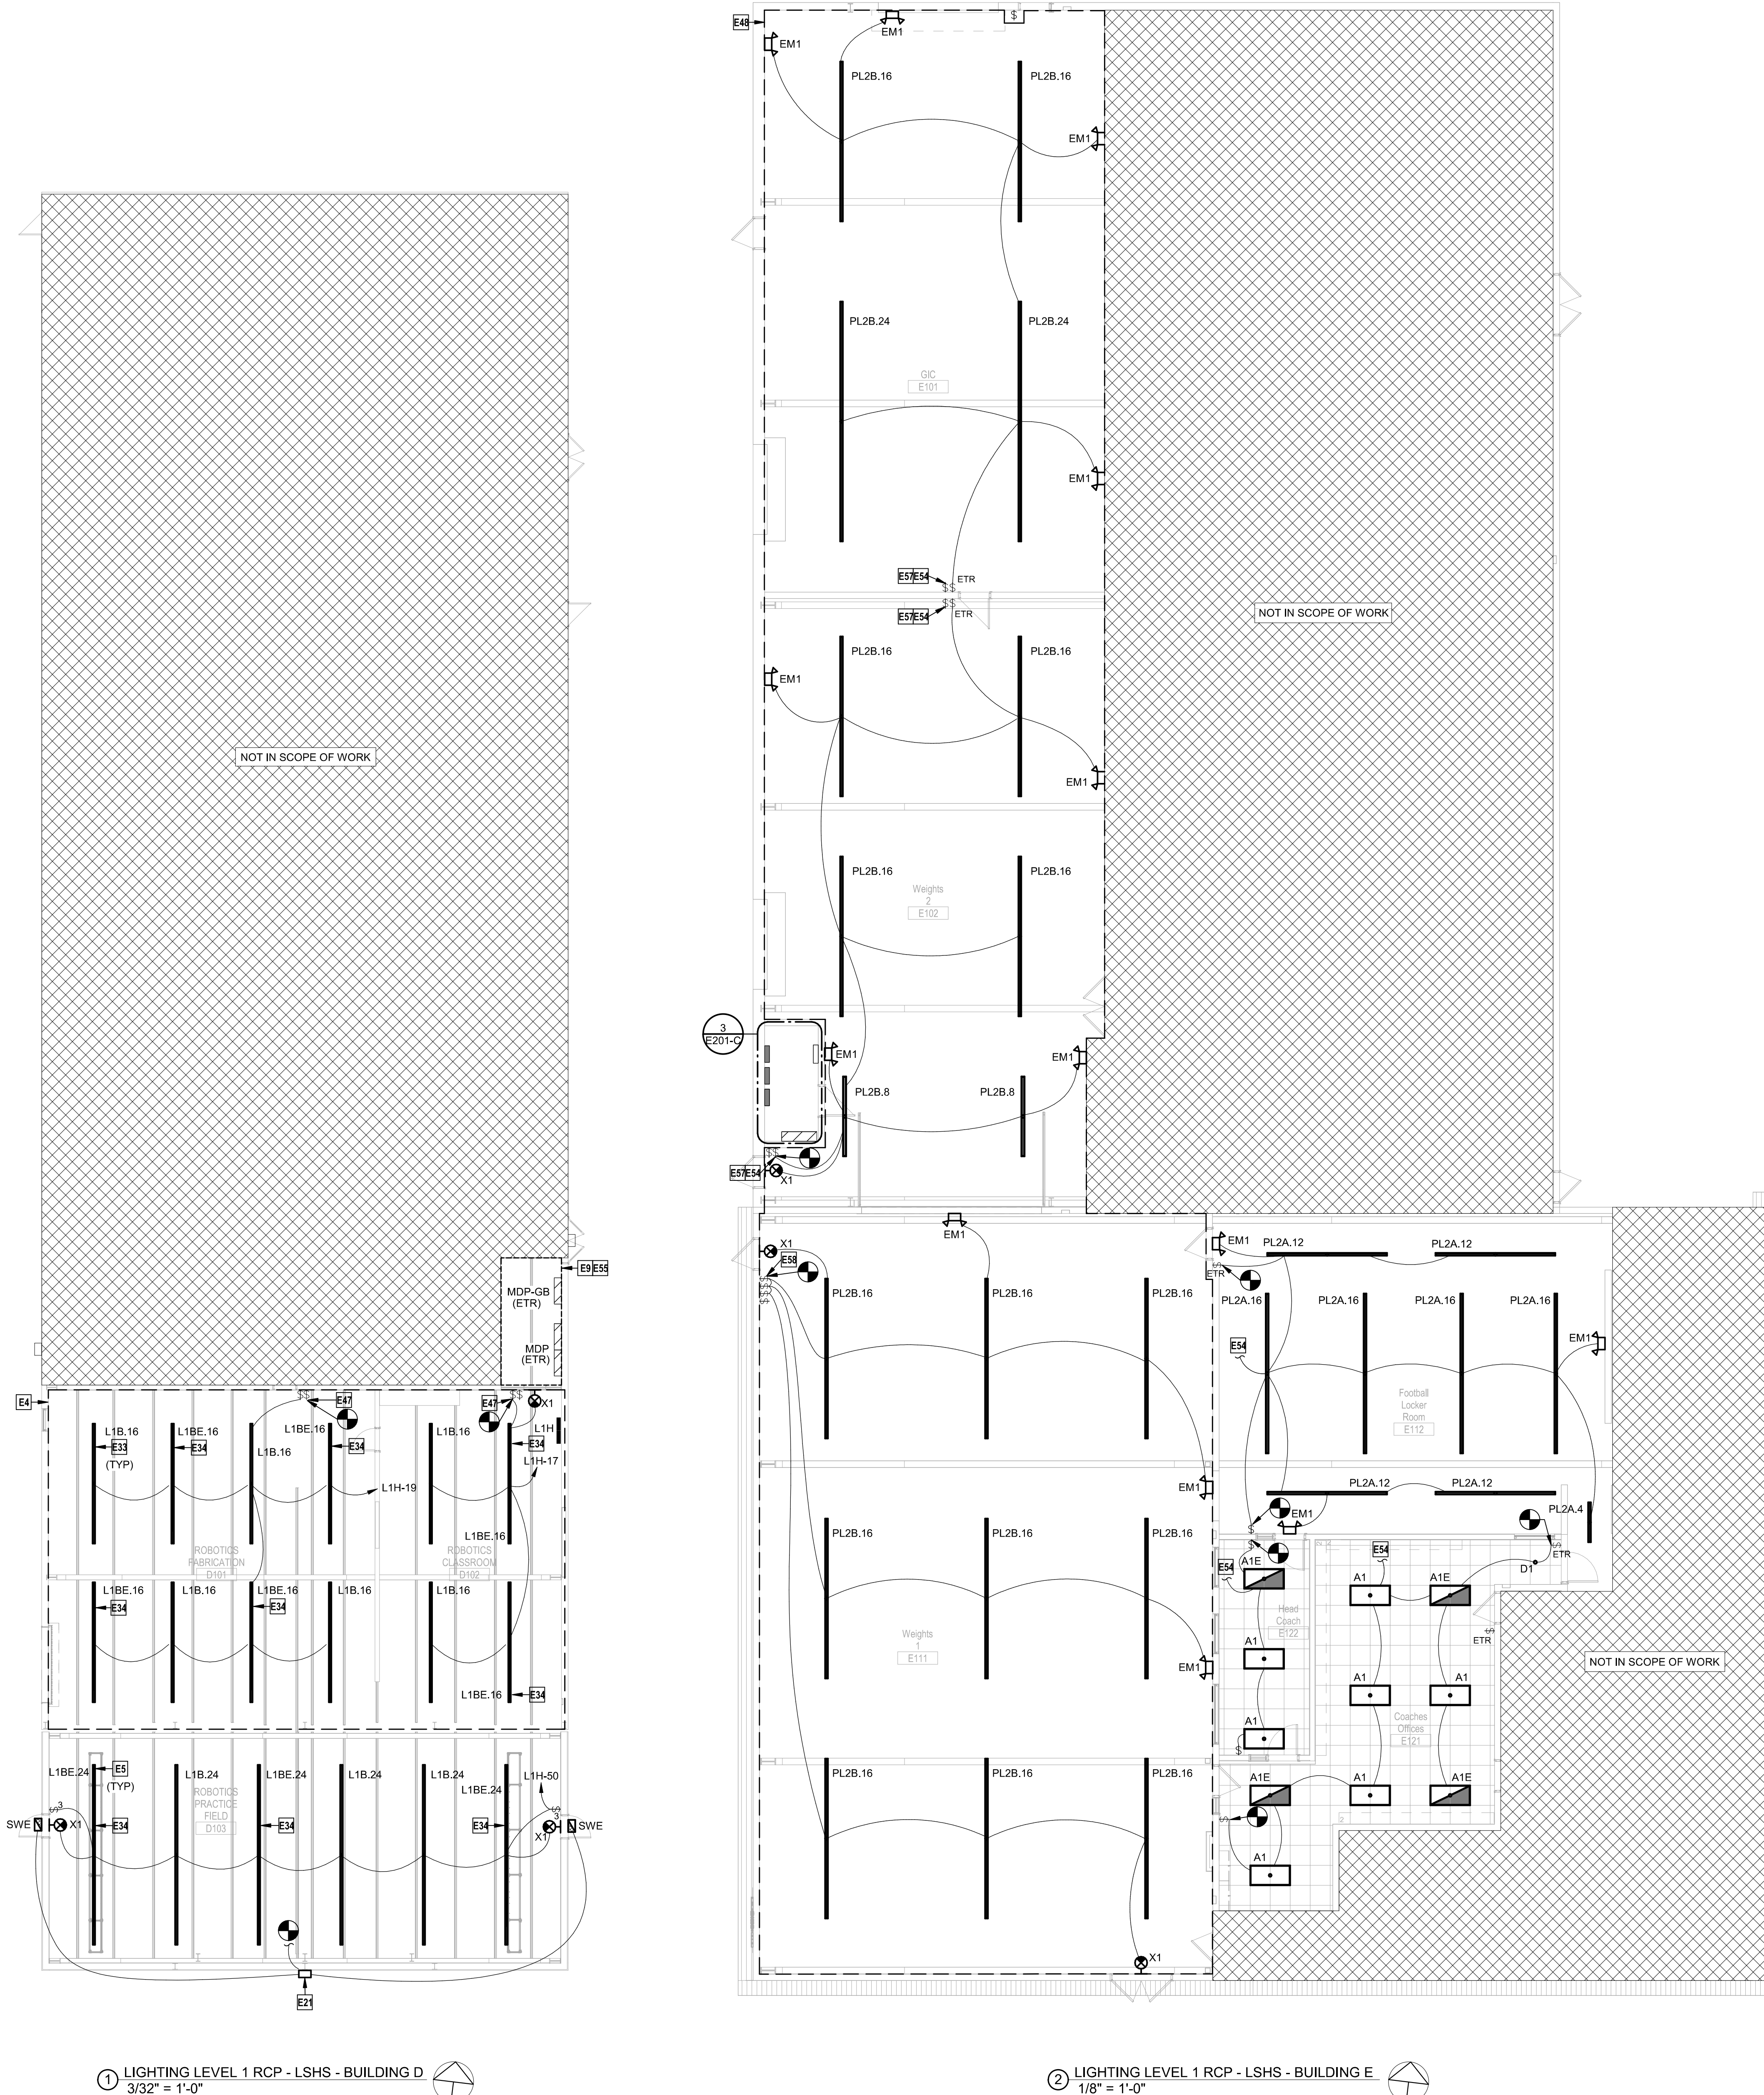 NOT IN SCOPE OF WORK
E9 E55
MDP-GB
(ETR)
MDP
(ETR)
E4
E47
E47
X1
L1B.16
E33
(TYP)
L1BE.16
E34
L1B.16
L1BE.16
E34
L1B.16
L1H
E34
L1H-17
L1H-19
L1BE.16
ROBOTICS
FABRICATION
D101
ROBOTICS
CLASSROOM
D102
L1BE.16
E34
L1B.16
L1BE.16
E34
L1B.16
L1B.16
L1BE.16
E34
L1BE.24
E5
(TYP)
L1B.24
L1BE.24
L1B.24
L1B.24
L1BE.24
L1H-50
ROBOTICS
PRACTICE
FIELD
D103
3
SWE
X1
E34
E34
E34
3
X1
SWE
E21
1
LIGHTING LEVEL 1 RCP - LSHS - BUILDING D
3/32" = 1'-0"
E48
EM1
EM1
$
PL2B.16
PL2B.16
EM1
PL2B.24
PL2B.24
GIC
E101
EM1
E57 E54
$$
ETR
E57 E54
$$
ETR
NOT IN SCOPE OF WORK
PL2B.16
PL2B.16
EM1
EM1
PL2B.16
PL2B.16
Weights
2
E102
3
E201-C
EM1
EM1
PL2B.8
PL2B.8
E57 E54
$$
X1
EM1
X1
E58
$$$$
PL2B.16
PL2B.16
PL2B.16
EM1
PL2B.16
PL2B.16
PL2B.16
Weights
1
E111
EM1
PL2B.16
PL2B.16
PL2B.16
X1
EM1
PL2A.12
PL2A.12
ETR
PL2A.16
PL2A.16
PL2A.16
PL2A.16
E54
EM1
Football
Locker
Room
E112
PL2A.12
PL2A.12
PL2A.4
EM1
$
$
ETR
D1
E54
A1E
E54
A1
A1E
Head
Coach
E122
ETR
A1
A1
A1
Coaches
Offices
E121
A1
$
A1E
A1
A1E
A1
NOT IN SCOPE OF WORK
2
LIGHTING LEVEL 1 RCP - LSHS - BUILDING E
1/8" = 1'-0"